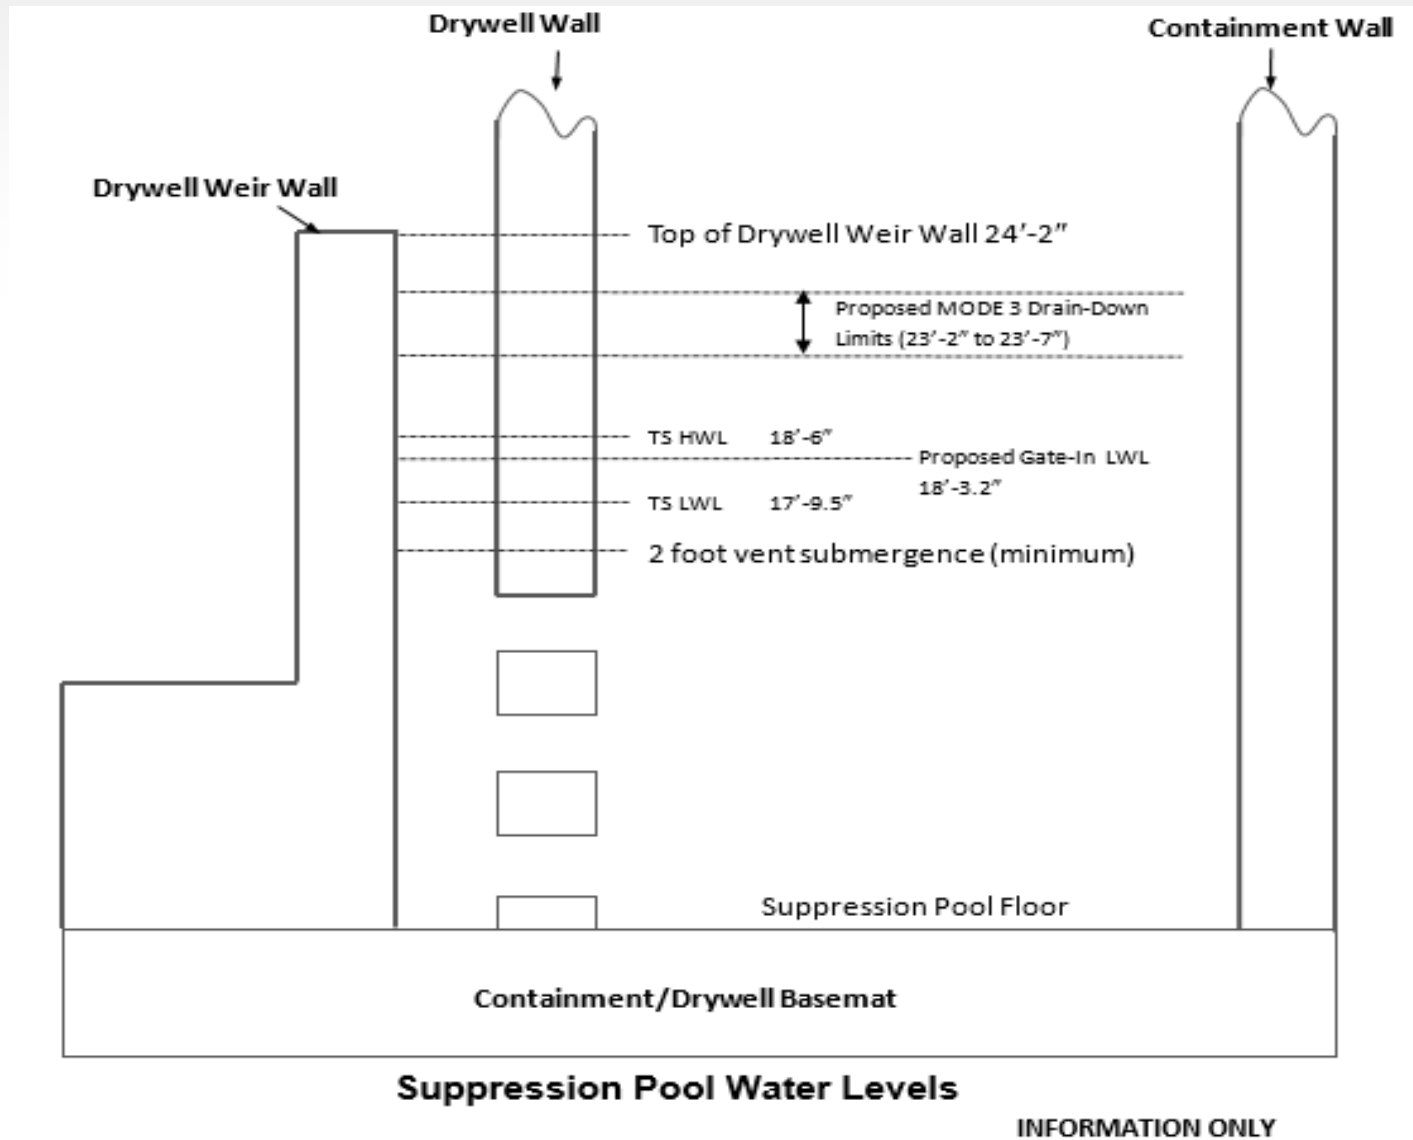 Drywell Wall
Containment Wall
Drywell Weir Wall
Top of Drywell Weir Wall 24’-2”
Proposed MODE 3 Drain-Down
Limits (23’-2” to 23’-7”)
TS HWL 18’-6”
Proposed Gate-In LWL
18’-3.2”
TS LWL 17’-9.5”
2 foot vent submergence (minimum)
Suppression Pool Floor
Containment/Drywell Basemat
Suppression Pool Water Levels
INFORMATION ONLY